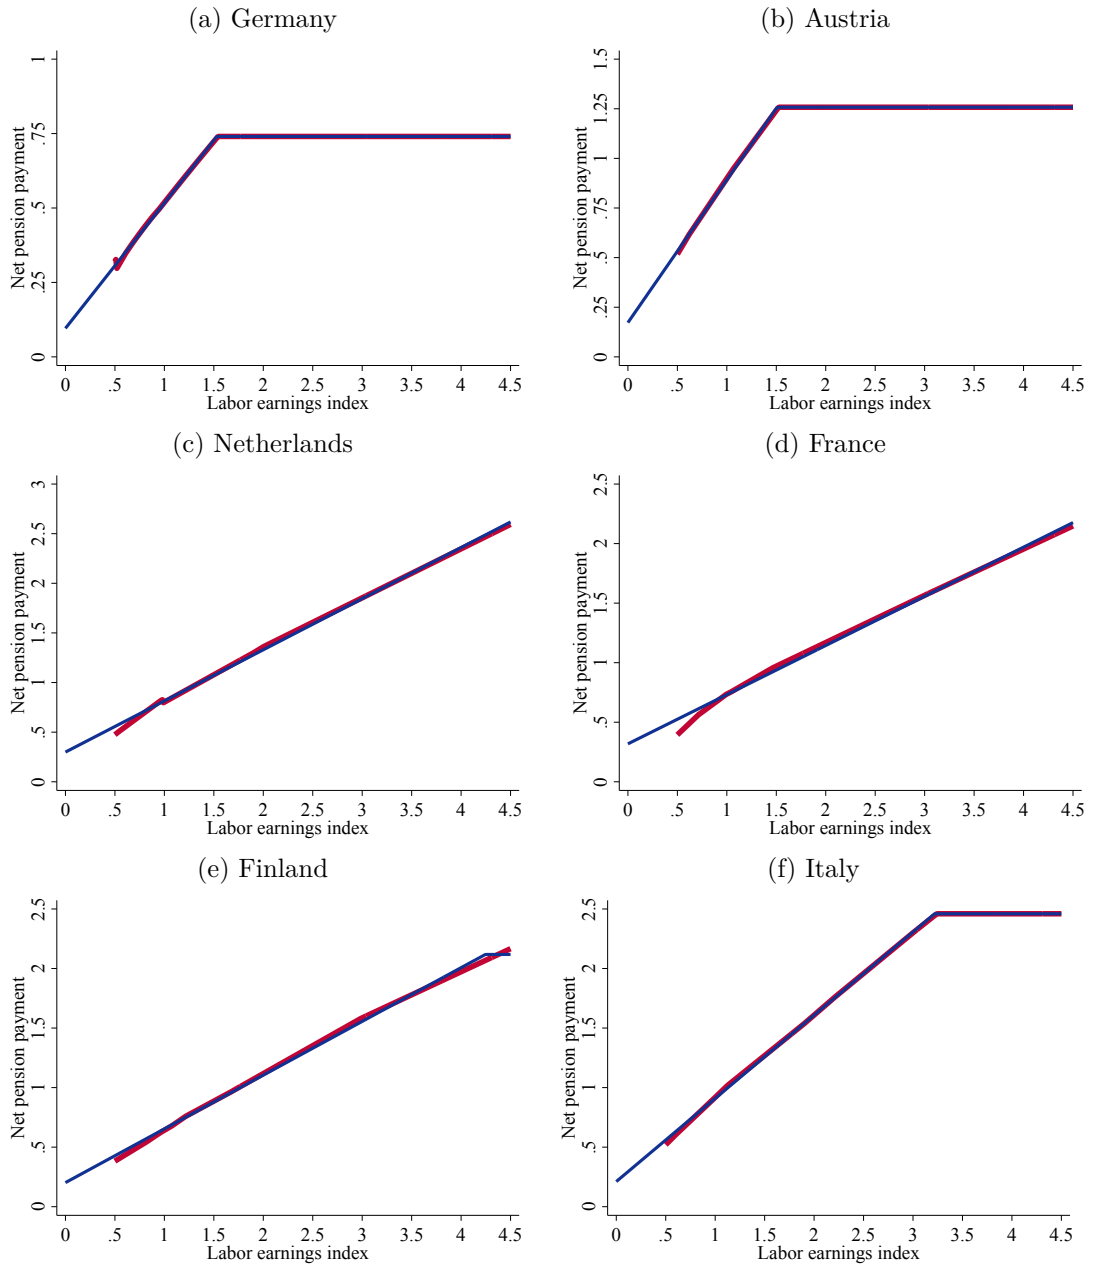 (a) Germany
Net pension payment
0 .25 .5 .75 1
0 .5 1 1.5 2 2.5 3 3.5 4 4.5
Labor earnings index
(b) Austria
Net pension payment
0 .25 .5 .75 1 1.25 1.5
0 .5 1 1.5 2 2.5 3 3.5 4 4.5
Labor earnings index
(c) Netherlands
Net pension payment
0 .5 1 1.5 2 2.5 3
0 .5 1 1.5 2 2.5 3 3.5 4 4.5
Labor earnings index
(d) France
Net pension payment
0 .5 1 1.5 2 2.5
0 .5 1 1.5 2 2.5 3 3.5 4 4.5
Labor earnings index
(e) Finland
Net pension payment
0 .5 1 1.5 2 2.5
0 .5 1 1.5 2 2.5 3 3.5 4 4.5
Labor earnings index
(f) Italy
Net pension payment
0 .5 1 1.5 2 2.5
0 .5 1 1.5 2 2.5 3 3.5 4 4.5
Labor earnings index